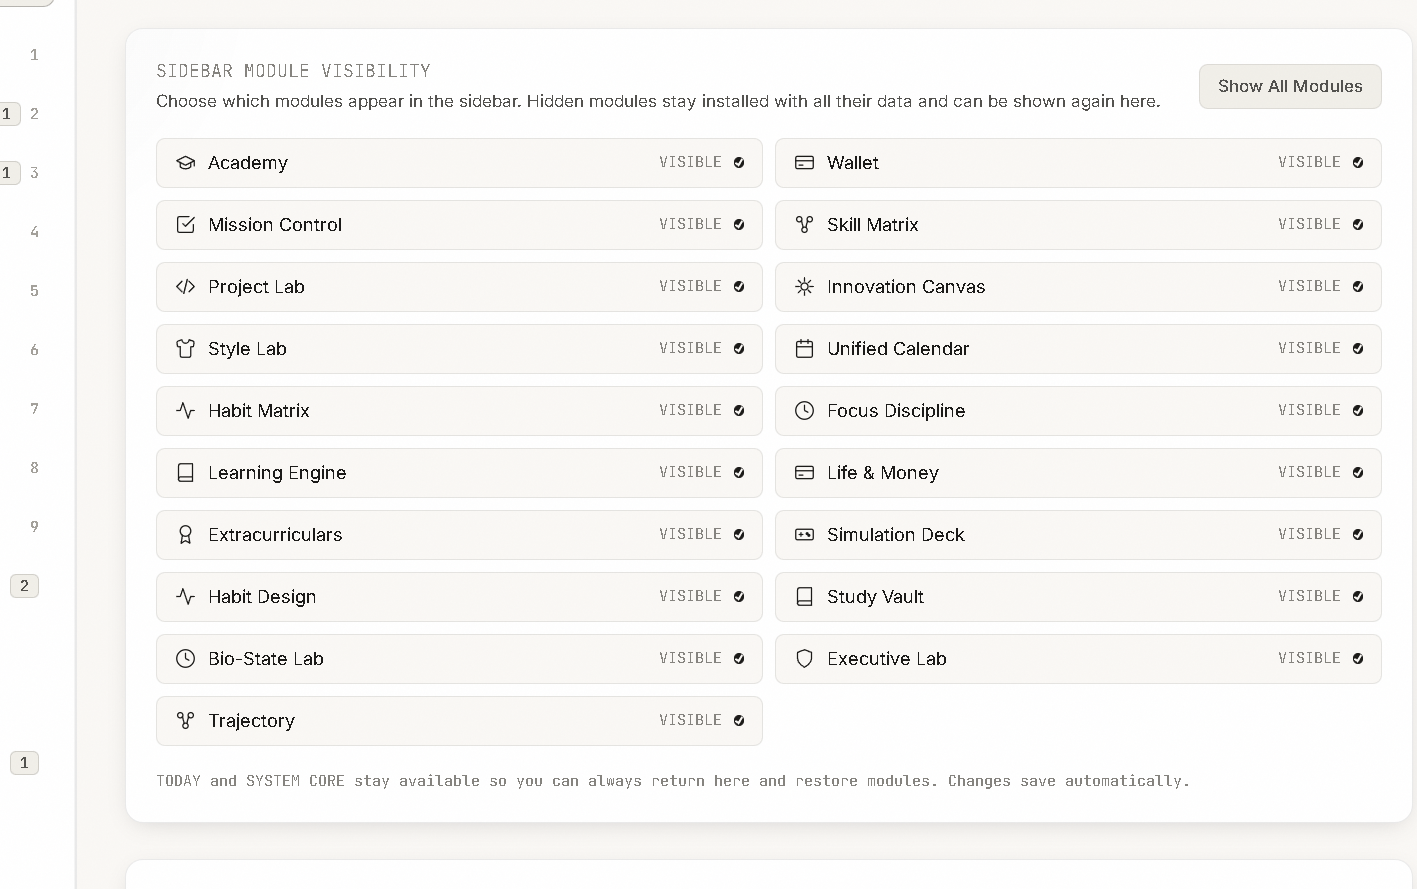 1
1 2
1 3
4
5
6
7
8
9
2
1
SIDEBAR MODULE VISIBILITY
Choose which modules appear in the sidebar. Hidden modules stay installed with all their data and can be shown again here.
Show All Modules
Academy VISIBLE
Wallet VISIBLE
Mission Control VISIBLE
Skill Matrix VISIBLE
Project Lab VISIBLE
Innovation Canvas VISIBLE
Style Lab VISIBLE
Unified Calendar VISIBLE
Habit Matrix VISIBLE
Focus Discipline VISIBLE
Learning Engine VISIBLE
Life & Money VISIBLE
Extracurriculars VISIBLE
Simulation Deck VISIBLE
Habit Design VISIBLE
Study Vault VISIBLE
Bio-State Lab VISIBLE
Executive Lab VISIBLE
Trajectory VISIBLE
TODAY and SYSTEM CORE stay available so you can always return here and restore modules. Changes save automatically.